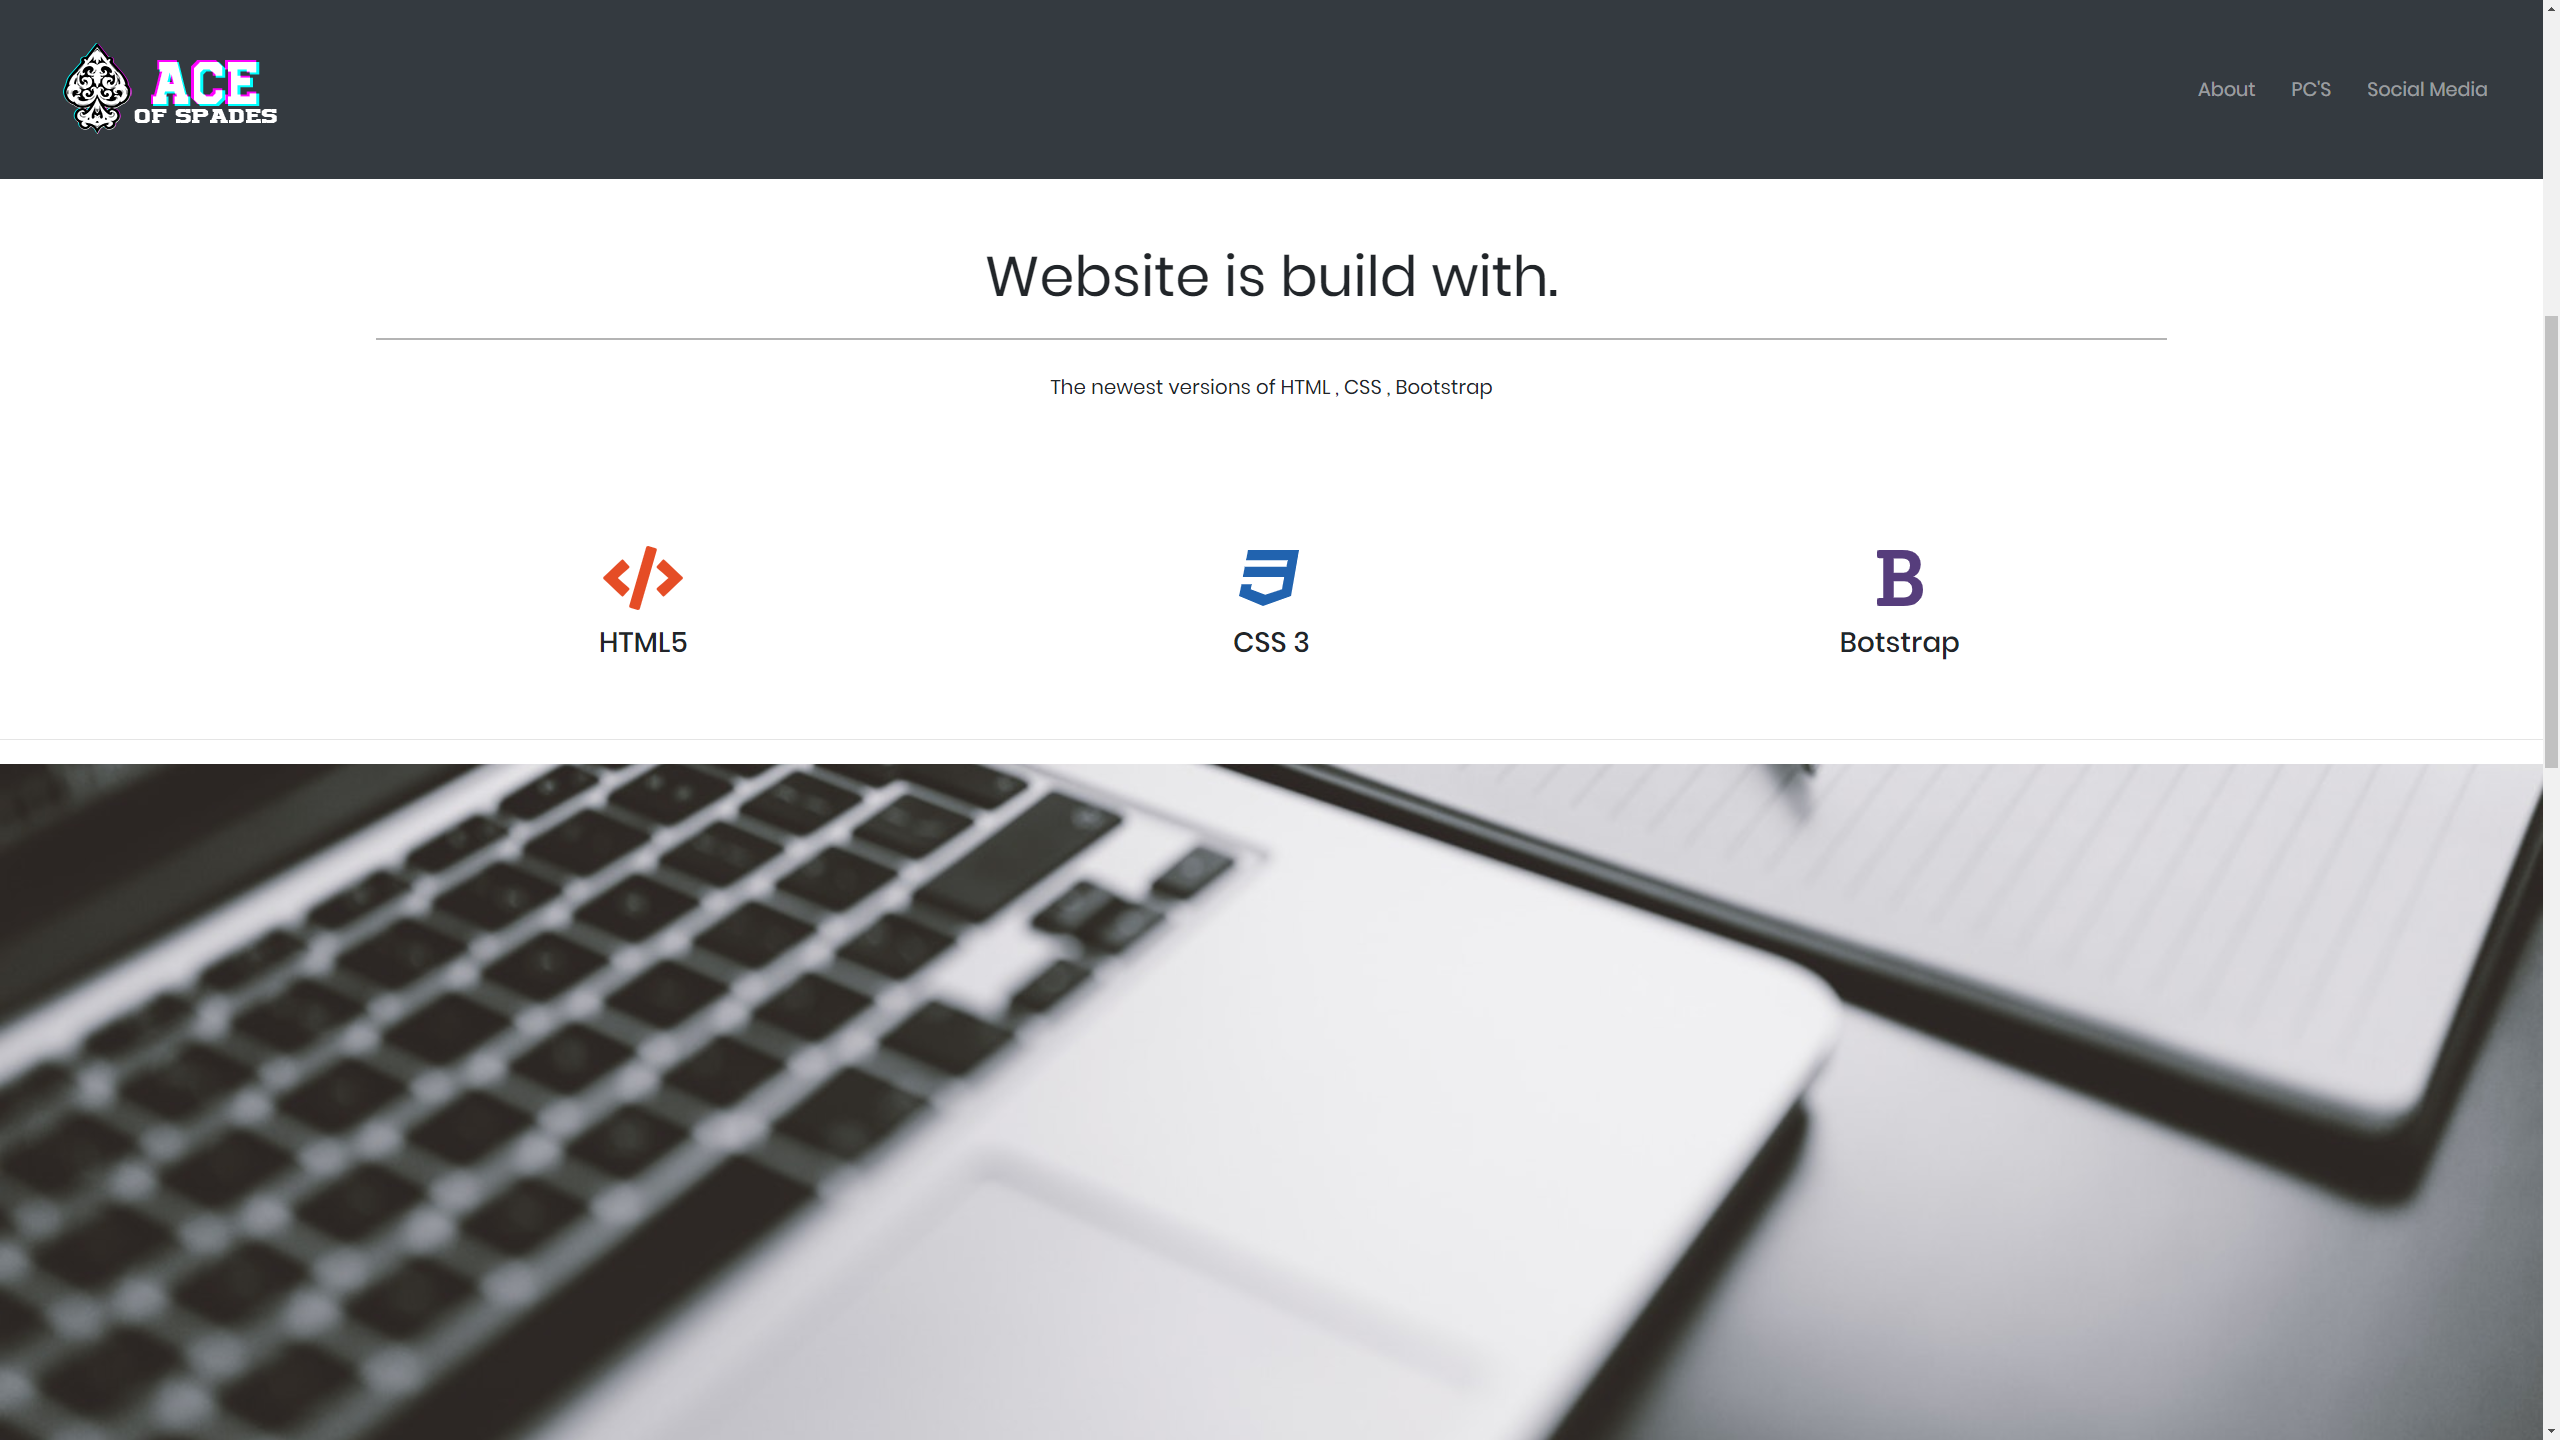 ACE
OF SPADES
About PC'S Social Media
Website is build with.
The newest versions of HTML , CSS , Bootstrap
HTML5 CSS 3 Botstrap